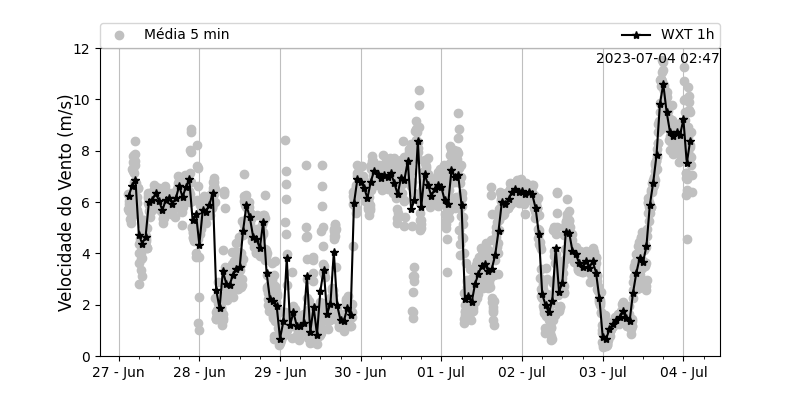 Média 5 min
WXT 1h
2023-07-04 02:47
Velocidade do Vento (m/s)
12
10
8
6
4
2
0
27 - Jun
28 - Jun
29 - Jun
30 - Jun
01 - Jul
02 - Jul
03 - Jul
04 - Jul